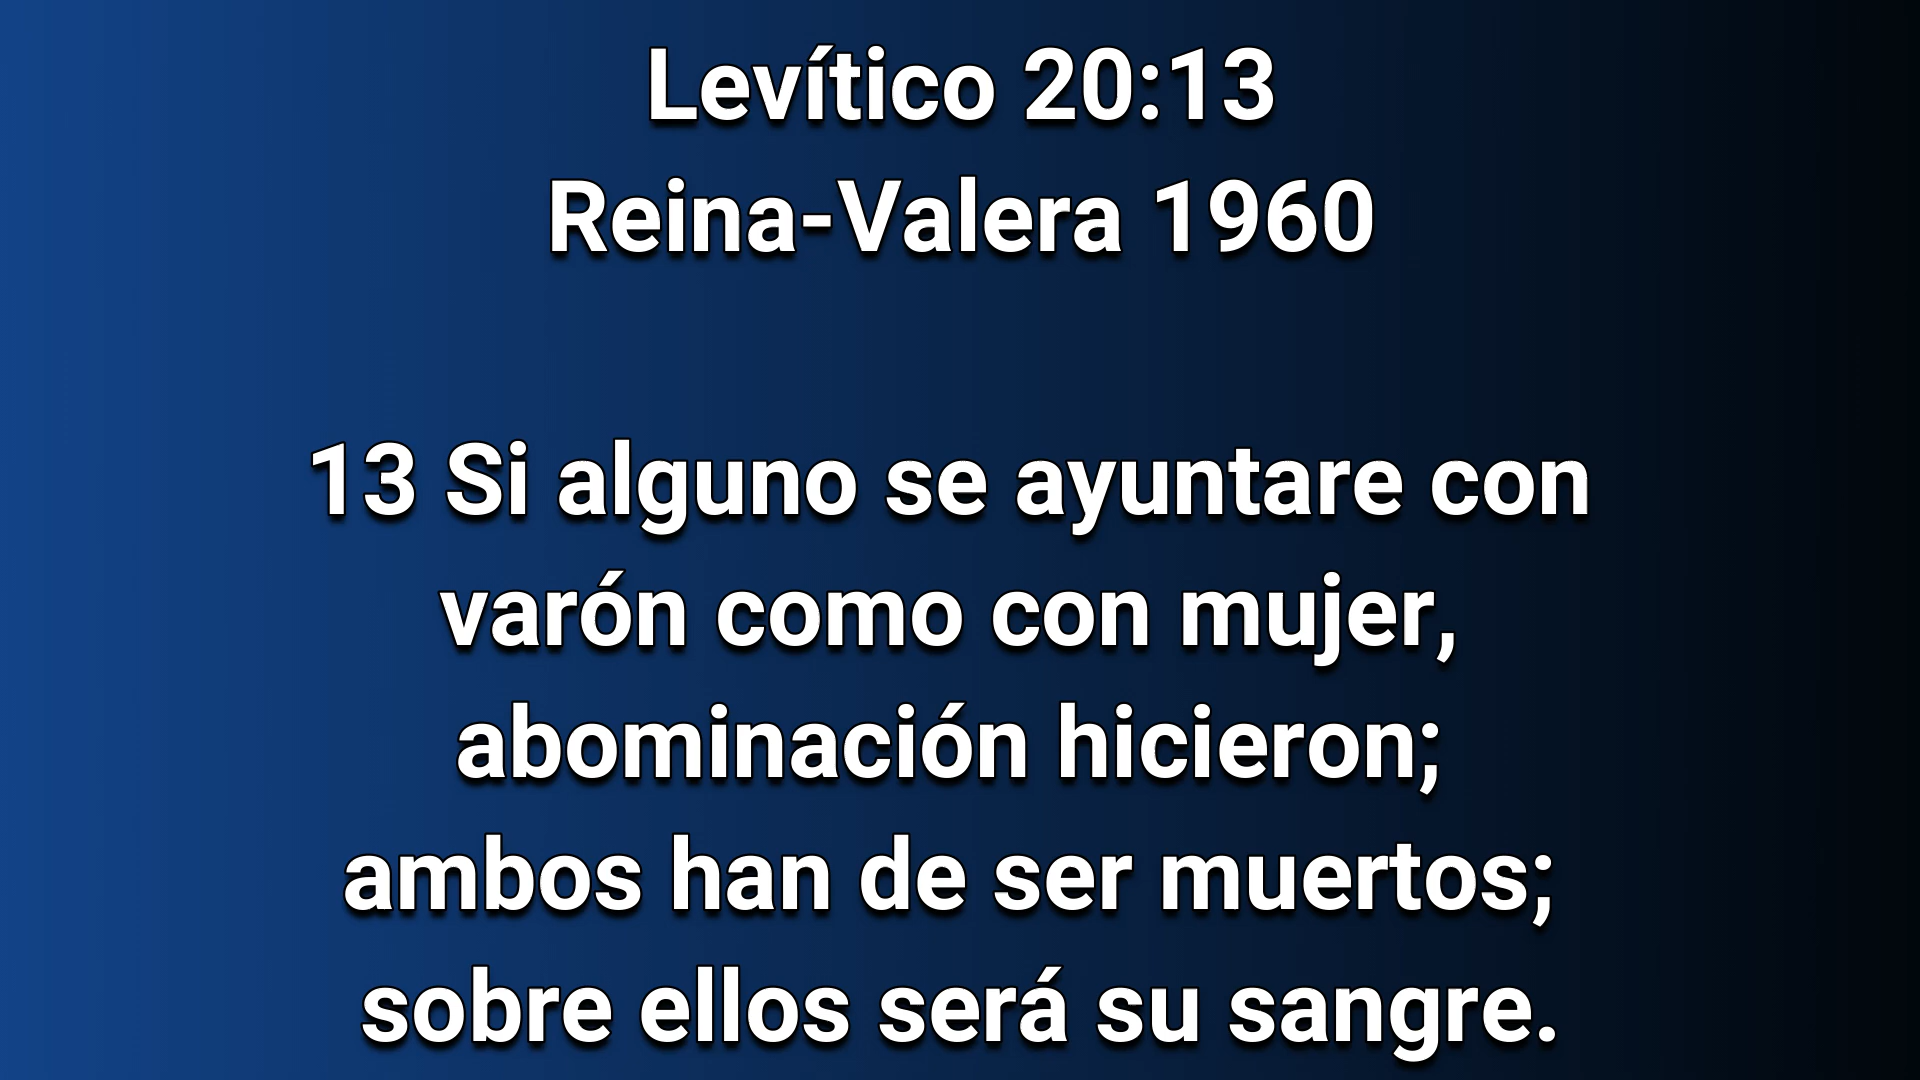 Levítico 20:13
Reina-Valera 1960
13 Si alguno se ayuntare con
varón como con mujer,
abominación hicieron;
ambos han de ser muertos;
sobre ellos será su sangre.